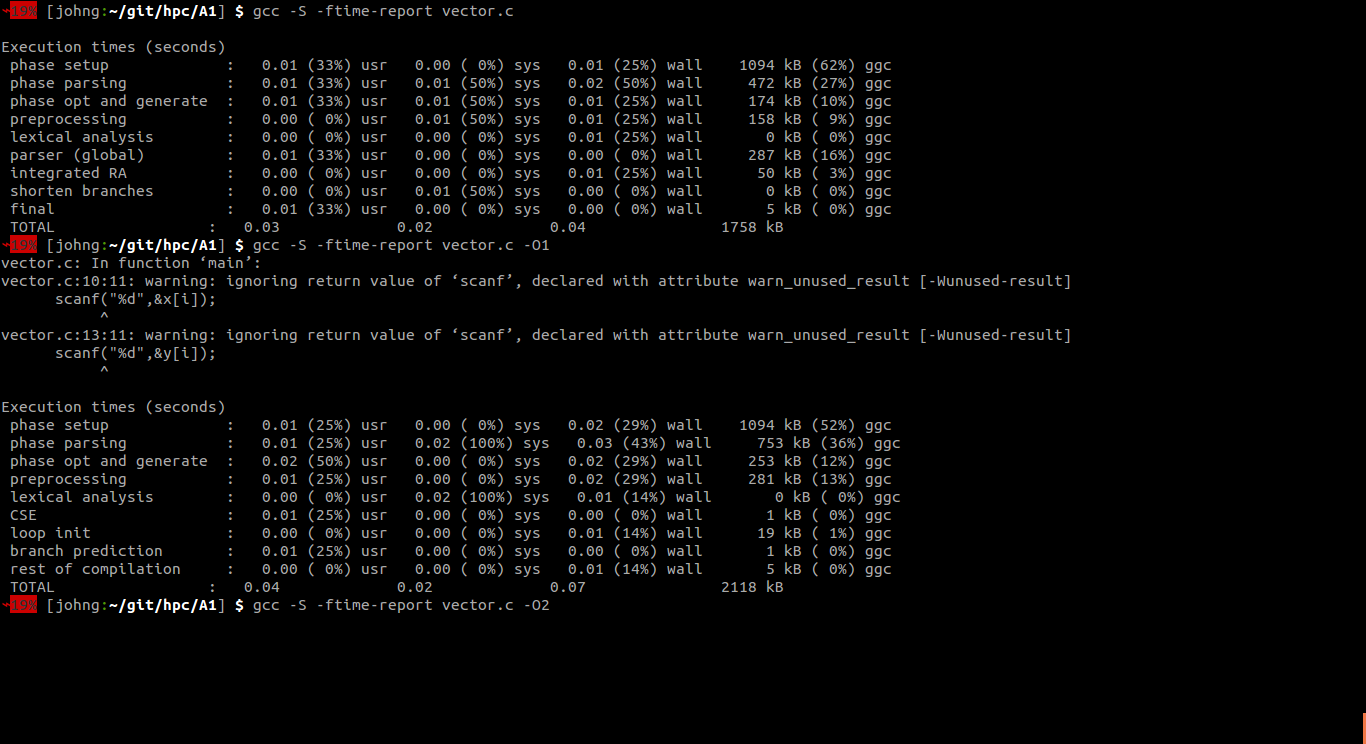 ~19% [johng:~/git/hpc/A1] $ gcc -S -ftime-report vector.c

Execution times (seconds)
 phase setup             :   0.01 (33%) usr   0.00 ( 0%) sys   0.01 (25%) wall    1094 kB (62%) ggc
 phase parsing           :   0.01 (33%) usr   0.01 (50%) sys   0.02 (50%) wall     472 kB (27%) ggc
 phase opt and generate  :   0.01 (33%) usr   0.01 (50%) sys   0.01 (25%) wall     174 kB (10%) ggc
 preprocessing           :   0.00 ( 0%) usr   0.01 (50%) sys   0.01 (25%) wall     158 kB ( 9%) ggc
 lexical analysis        :   0.00 ( 0%) usr   0.00 ( 0%) sys   0.01 (25%) wall       0 kB ( 0%) ggc
 parser (global)         :   0.01 (33%) usr   0.00 ( 0%) sys   0.00 ( 0%) wall     287 kB (16%) ggc
 integrated RA           :   0.00 ( 0%) usr   0.00 ( 0%) sys   0.01 (25%) wall      50 kB ( 3%) ggc
 shorten branches        :   0.00 ( 0%) usr   0.01 (50%) sys   0.00 ( 0%) wall       0 kB ( 0%) ggc
 final                   :   0.01 (33%) usr   0.00 ( 0%) sys   0.00 ( 0%) wall       5 kB ( 0%) ggc
 TOTAL                 :   0.03             0.02             0.04               1758 kB
~19% [johng:~/git/hpc/A1] $ gcc -S -ftime-report vector.c -O1
vector.c: In function ‘main’:
vector.c:10:11: warning: ignoring return value of ‘scanf’, declared with attribute warn_unused_result [-Wunused-result]
      scanf("%d",&x[i]);
           ^
vector.c:13:11: warning: ignoring return value of ‘scanf’, declared with attribute warn_unused_result [-Wunused-result]
      scanf("%d",&y[i]);
           ^

Execution times (seconds)
 phase setup             :   0.01 (25%) usr   0.00 ( 0%) sys   0.02 (29%) wall    1094 kB (52%) ggc
 phase parsing           :   0.01 (25%) usr   0.02 (100%) sys   0.03 (43%) wall     753 kB (36%) ggc
 phase opt and generate  :   0.02 (50%) usr   0.00 ( 0%) sys   0.02 (29%) wall     253 kB (12%) ggc
 preprocessing           :   0.01 (25%) usr   0.00 ( 0%) sys   0.02 (29%) wall     281 kB (13%) ggc
 lexical analysis        :   0.00 ( 0%) usr   0.02 (100%) sys   0.01 (14%) wall       0 kB ( 0%) ggc
 CSE                     :   0.01 (25%) usr   0.00 ( 0%) sys   0.00 ( 0%) wall       1 kB ( 0%) ggc
 loop init               :   0.00 ( 0%) usr   0.00 ( 0%) sys   0.01 (14%) wall      19 kB ( 1%) ggc
 branch prediction       :   0.01 (25%) usr   0.00 ( 0%) sys   0.00 ( 0%) wall       1 kB ( 0%) ggc
 rest of compilation     :   0.00 ( 0%) usr   0.00 ( 0%) sys   0.01 (14%) wall       5 kB ( 0%) ggc
 TOTAL                 :   0.04             0.02             0.07               2118 kB
~19% [johng:~/git/hpc/A1] $ gcc -S -ftime-report vector.c -O2